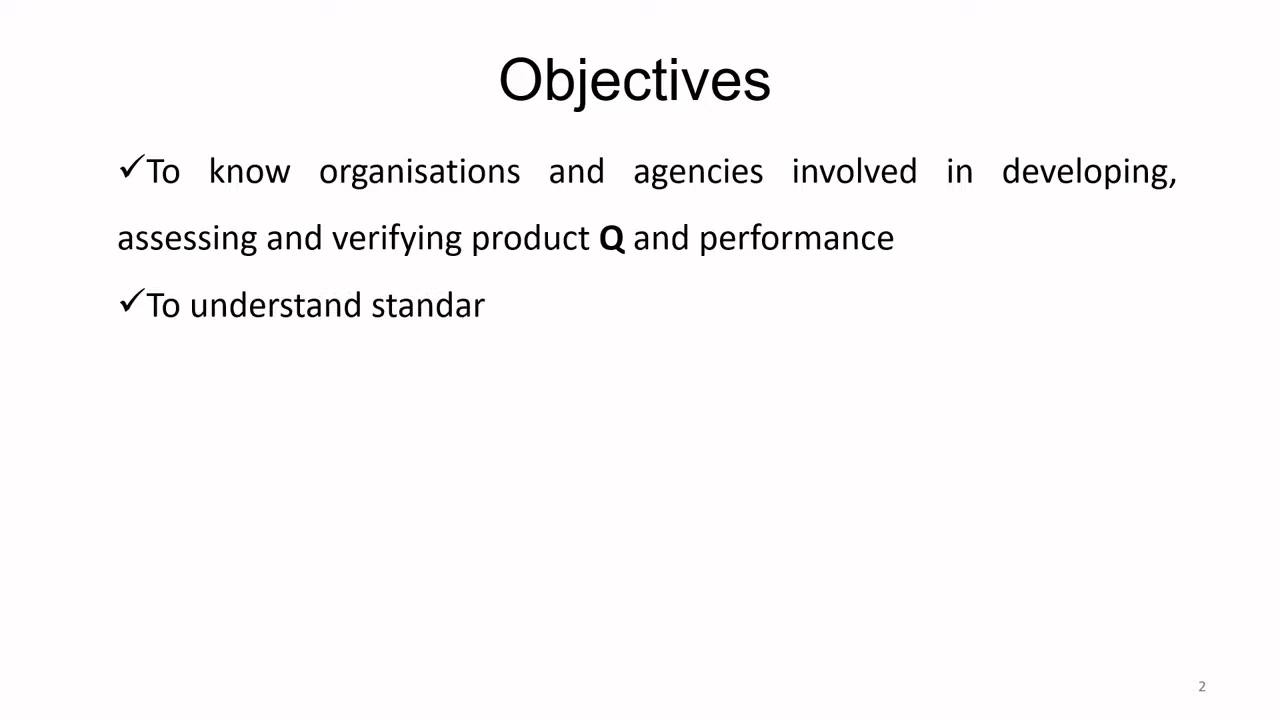 Objectives
✓To know organisations and agencies involved in developing,
assessing and verifying product Q and performance
✓To understand standar
2